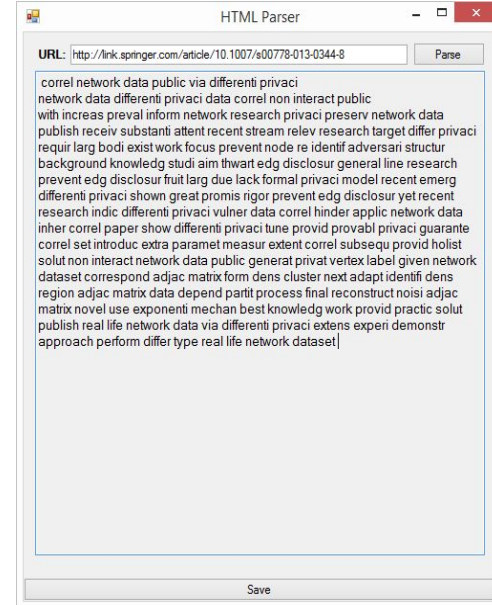 HTML Parser
URL: http://link.springer.com/article/10.1007/s00778-013-0344-8 Parse
correl network data public via differenti privaci
network data differenti privaci data correl non interact public
with increas preval inform network research privaci preserv network data
publish receiv substanti attent recent stream relev research target differ privaci
requir larg bodi exist work focus prevent node re identif adversari structur
background knowledg studi aim thwart edg disclosur general line research
prevent edg disclosur fruit larg due lack formal privaci model recent emerg
differenti privaci shown great promis rigor prevent edg disclosur yet recent
research indic differenti privaci vulner data correl hinder applic network data
inher correl paper show differenti privaci tune provid provabl privaci guarante
correl set introduc extra paramet measur extent correl subsequ provid holist
solut non interact network data public generat privat vertex label given network
dataset correspond adjac matrix form dens cluster next adapt identifi dens
region adjac matrix data depend partit process final reconstruct noisi adjac
matrix novel use exponenti mechan best knowledg work provid practic solut
publish real life network data via differenti privaci extens experi demonstr
approach perform differ type real life network dataset
Save